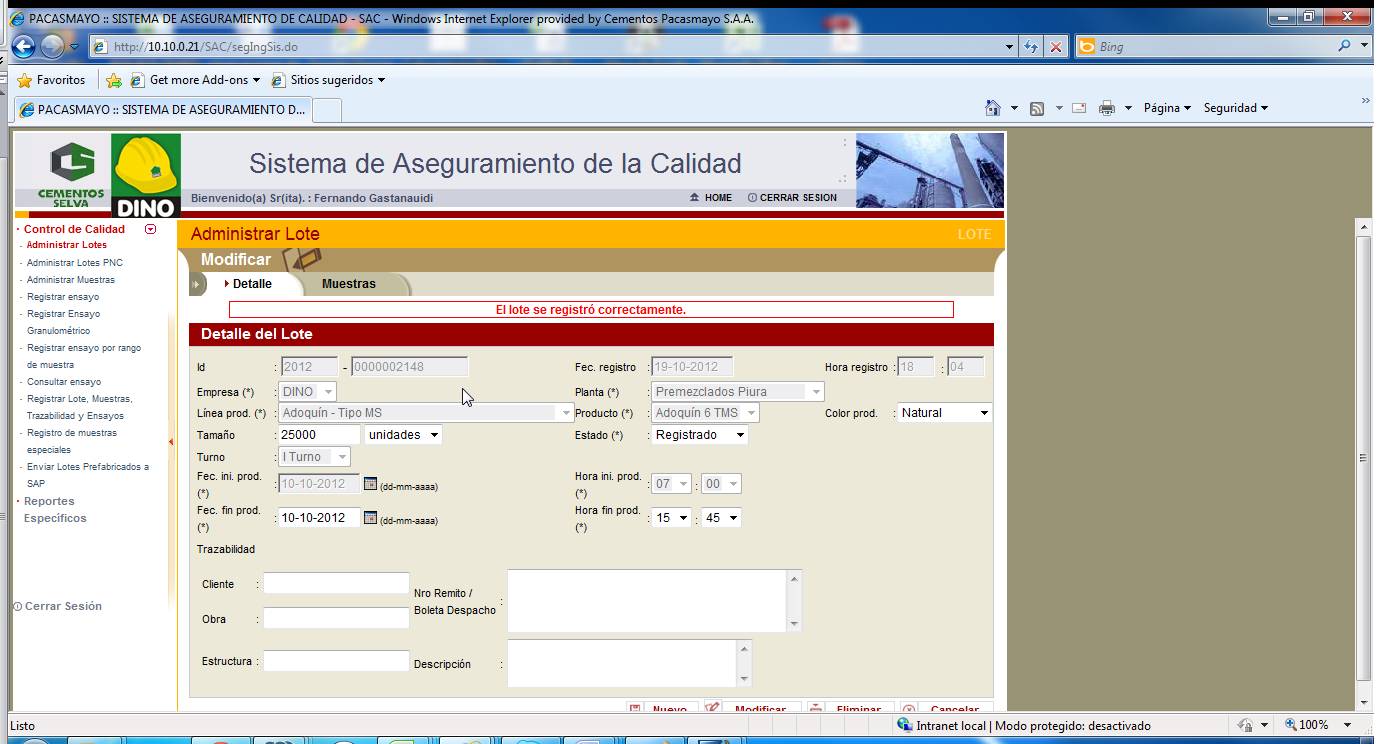 PACASMAYO :: SISTEMA DE ASEGURAMIENTO DE CALIDAD - SAC - Windows Internet Explorer provided by Cementos Pacasmayo S.A.A.
http://10.10.0.21/SAC/segIngSis.do
Bing
Favoritos Get more Add-ons Sitios sugeridos
PACASMAYO :: SISTEMA DE ASEGURAMIENTO D... Página Seguridad
CEMENTOS SELVA
DINO
Sistema de Aseguramiento de la Calidad
Bienvenido(a) Sr(ita). : Fernando Gastanauidi HOME CERRAR SESION
Control de Calidad
- Administrar Lotes
- Administrar Lotes PNC
- Administrar Muestras
- Registrar ensayo
- Registrar Ensayo
Granulométrico
- Registrar ensayo por rango
de muestra
- Consultar ensayo
- Registrar Lote, Muestras,
Trazabilidad y Ensayos
- Registro de muestras
especiales
- Enviar Lotes Prefabricados a
SAP
Reportes
Específicos
Cerrar Sesión
Administrar Lote LOTE
Modificar
Detalle Muestras
El lote se registró correctamente.
Detalle del Lote
Id : 2012 - 0000002148 Fec. registro : 19-10-2012 Hora registro : 18 : 04
Empresa (*) : DINO Planta (*) : Premezclados Piura
Línea prod. (*) : Adoquín - Tipo MS Producto (*) : Adoquín 6 TMS Color prod. : Natural
Tamaño : 25000 unidades Estado (*) : Registrado
Turno : I Turno
Fec. ini. prod. (*) : 10-10-2012 (dd-mm-aaaa) Hora ini. prod. (*) : 07 : 00
Fec. fin prod. (*) : 10-10-2012 (dd-mm-aaaa) Hora fin prod. (*) : 15 : 45
Trazabilidad
Cliente :
Nro Remito /
Boleta Despacho :
Obra :
Estructura : Descripción :
Nuevo Modificar Eliminar Cancelar
Listo Intranet local | Modo protegido: desactivado 100%